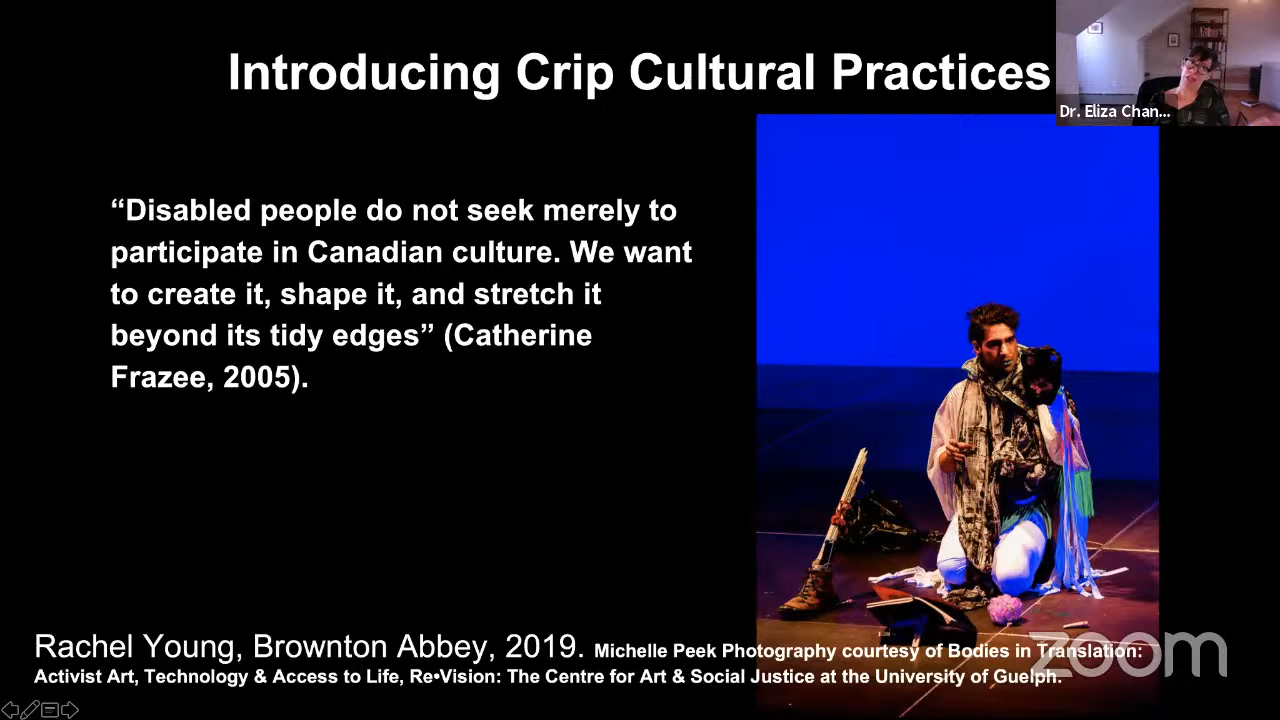 Introducing Crip Cultural Practices
Dr. Eliza Chan...
“Disabled people do not seek merely to
participate in Canadian culture. We want
to create it, shape it, and stretch it
beyond its tidy edges” (Catherine
Frazee, 2005).
Rachel Young, Brownton Abbey, 2019. Michelle Peek Photography courtesy of Bodies in Translation:
Activist Art, Technology & Access to Life, Re•Vision: The Centre for Art & Social Justice at the University of Guelph.
zoom